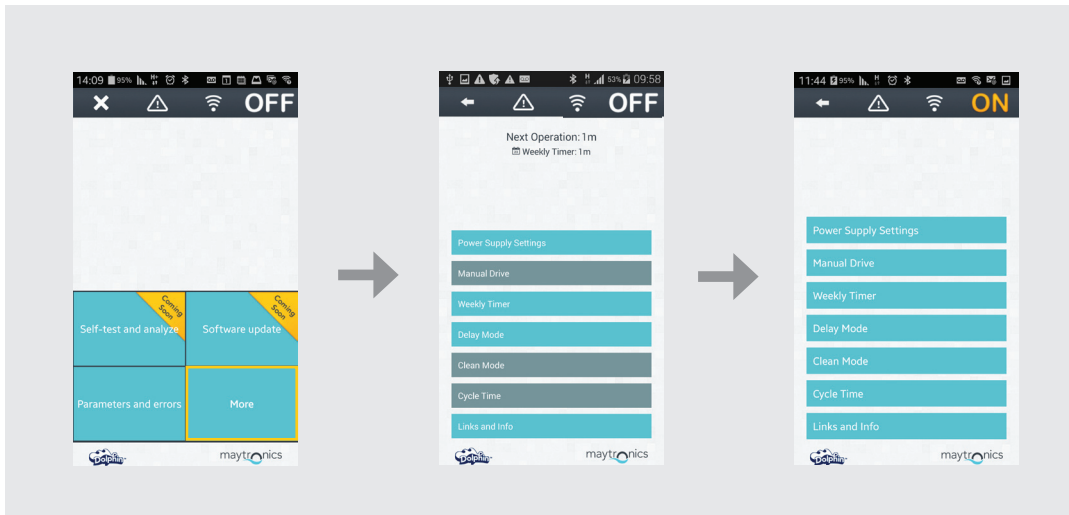 14:09 95% H+
OFF
Coming Soon
Self-test and analyze
Coming Soon
Software update
Parameters and errors
More
Dolphin
maytronics
53% 09:58
OFF
Next Operation: 1m
Weekly Timer: 1m
Power Supply Settings
Manual Drive
Weekly Timer
Delay Mode
Clean Mode
Cycle Time
Links and Info
Dolphin
maytronics
11:44 95% H
ON
Power Supply Settings
Manual Drive
Weekly Timer
Delay Mode
Clean Mode
Cycle Time
Links and Info
Dolphin
maytronics